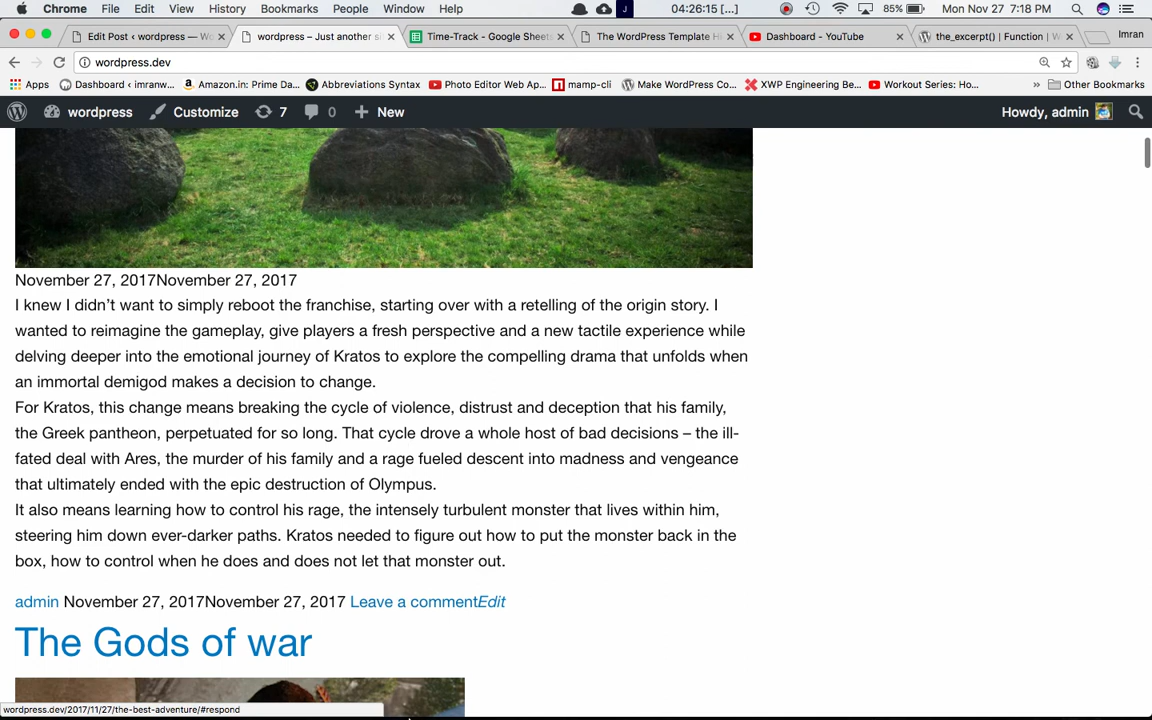 Chrome File Edit View History Bookmarks People Window Help 04:26:15 [...] 85% Mon Nov 27 7:18 PM
Edit Post ‹ wordpress — Wo wordpress – Just another si Time-Track - Google Sheets The WordPress Template Hi Dashboard - YouTube the_excerpt() | Function | W Imran
wordpress.dev
Apps Dashboard ‹ imranw... Amazon.in: Prime Da... Abbreviations Syntax Photo Editor Web Ap... mamp-cli Make WordPress Co... XWP Engineering Be... Workout Series: Ho... » Other Bookmarks
wordpress Customize 7 0 New Howdy, admin
November 27, 2017November 27, 2017
I knew I didn't want to simply reboot the franchise, starting over with a retelling of the origin story. I
wanted to reimagine the gameplay, give players a fresh perspective and a new tactile experience while
delving deeper into the emotional journey of Kratos to explore the compelling drama that unfolds when
an immortal demigod makes a decision to change.
For Kratos, this change means breaking the cycle of violence, distrust and deception that his family,
the Greek pantheon, perpetuated for so long. That cycle drove a whole host of bad decisions – the ill-
fated deal with Ares, the murder of his family and a rage fueled descent into madness and vengeance
that ultimately ended with the epic destruction of Olympus.
It also means learning how to control his rage, the intensely turbulent monster that lives within him,
steering him down ever-darker paths. Kratos needed to figure out how to put the monster back in the
box, how to control when he does and does not let that monster out.
admin November 27, 2017November 27, 2017 Leave a commentEdit
The Gods of war
wordpress.dev/2017/11/27/the-best-adventure/#respond